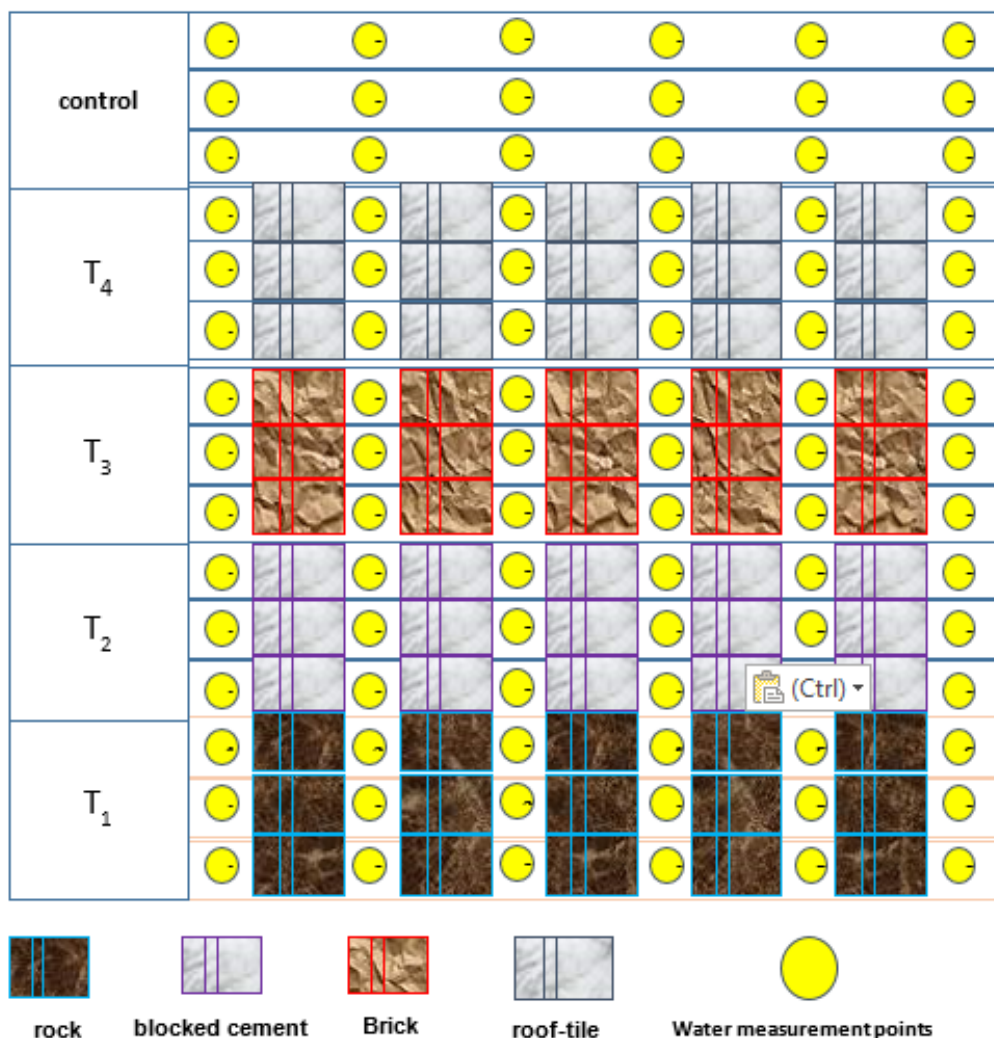 control
T4
T3
T2
(Ctrl)
T1
rock
blocked cement
Brick
roof-tile
Water measurement points